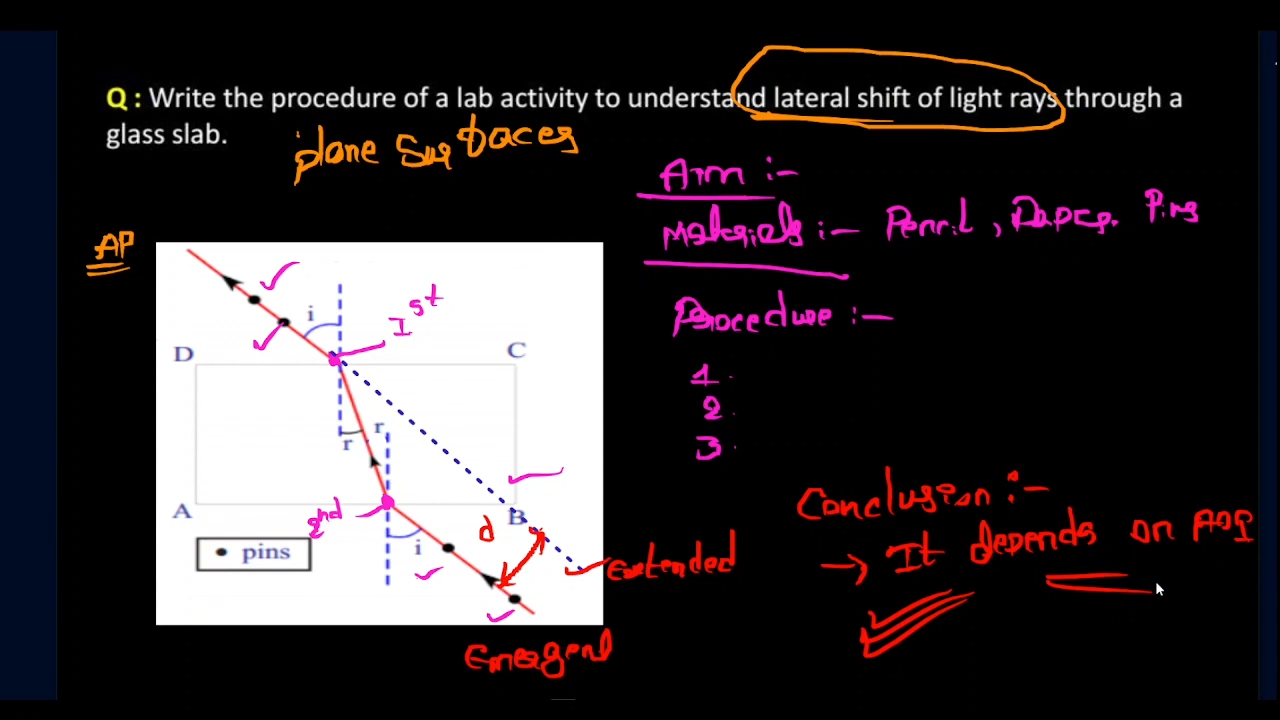 Q : Write the procedure of a lab activity to understand lateral shift of light rays through a
glass slab.
plane Surfaces
Aim :-
Materials :- Pencil, Paper, Pins
Procedure :-
1.
2.
3.
AP
i
I st
D
C
r
r
A
2nd
B
d
pins
i
Extended
Emergent
Conclusion :-
→ It depends on AOI